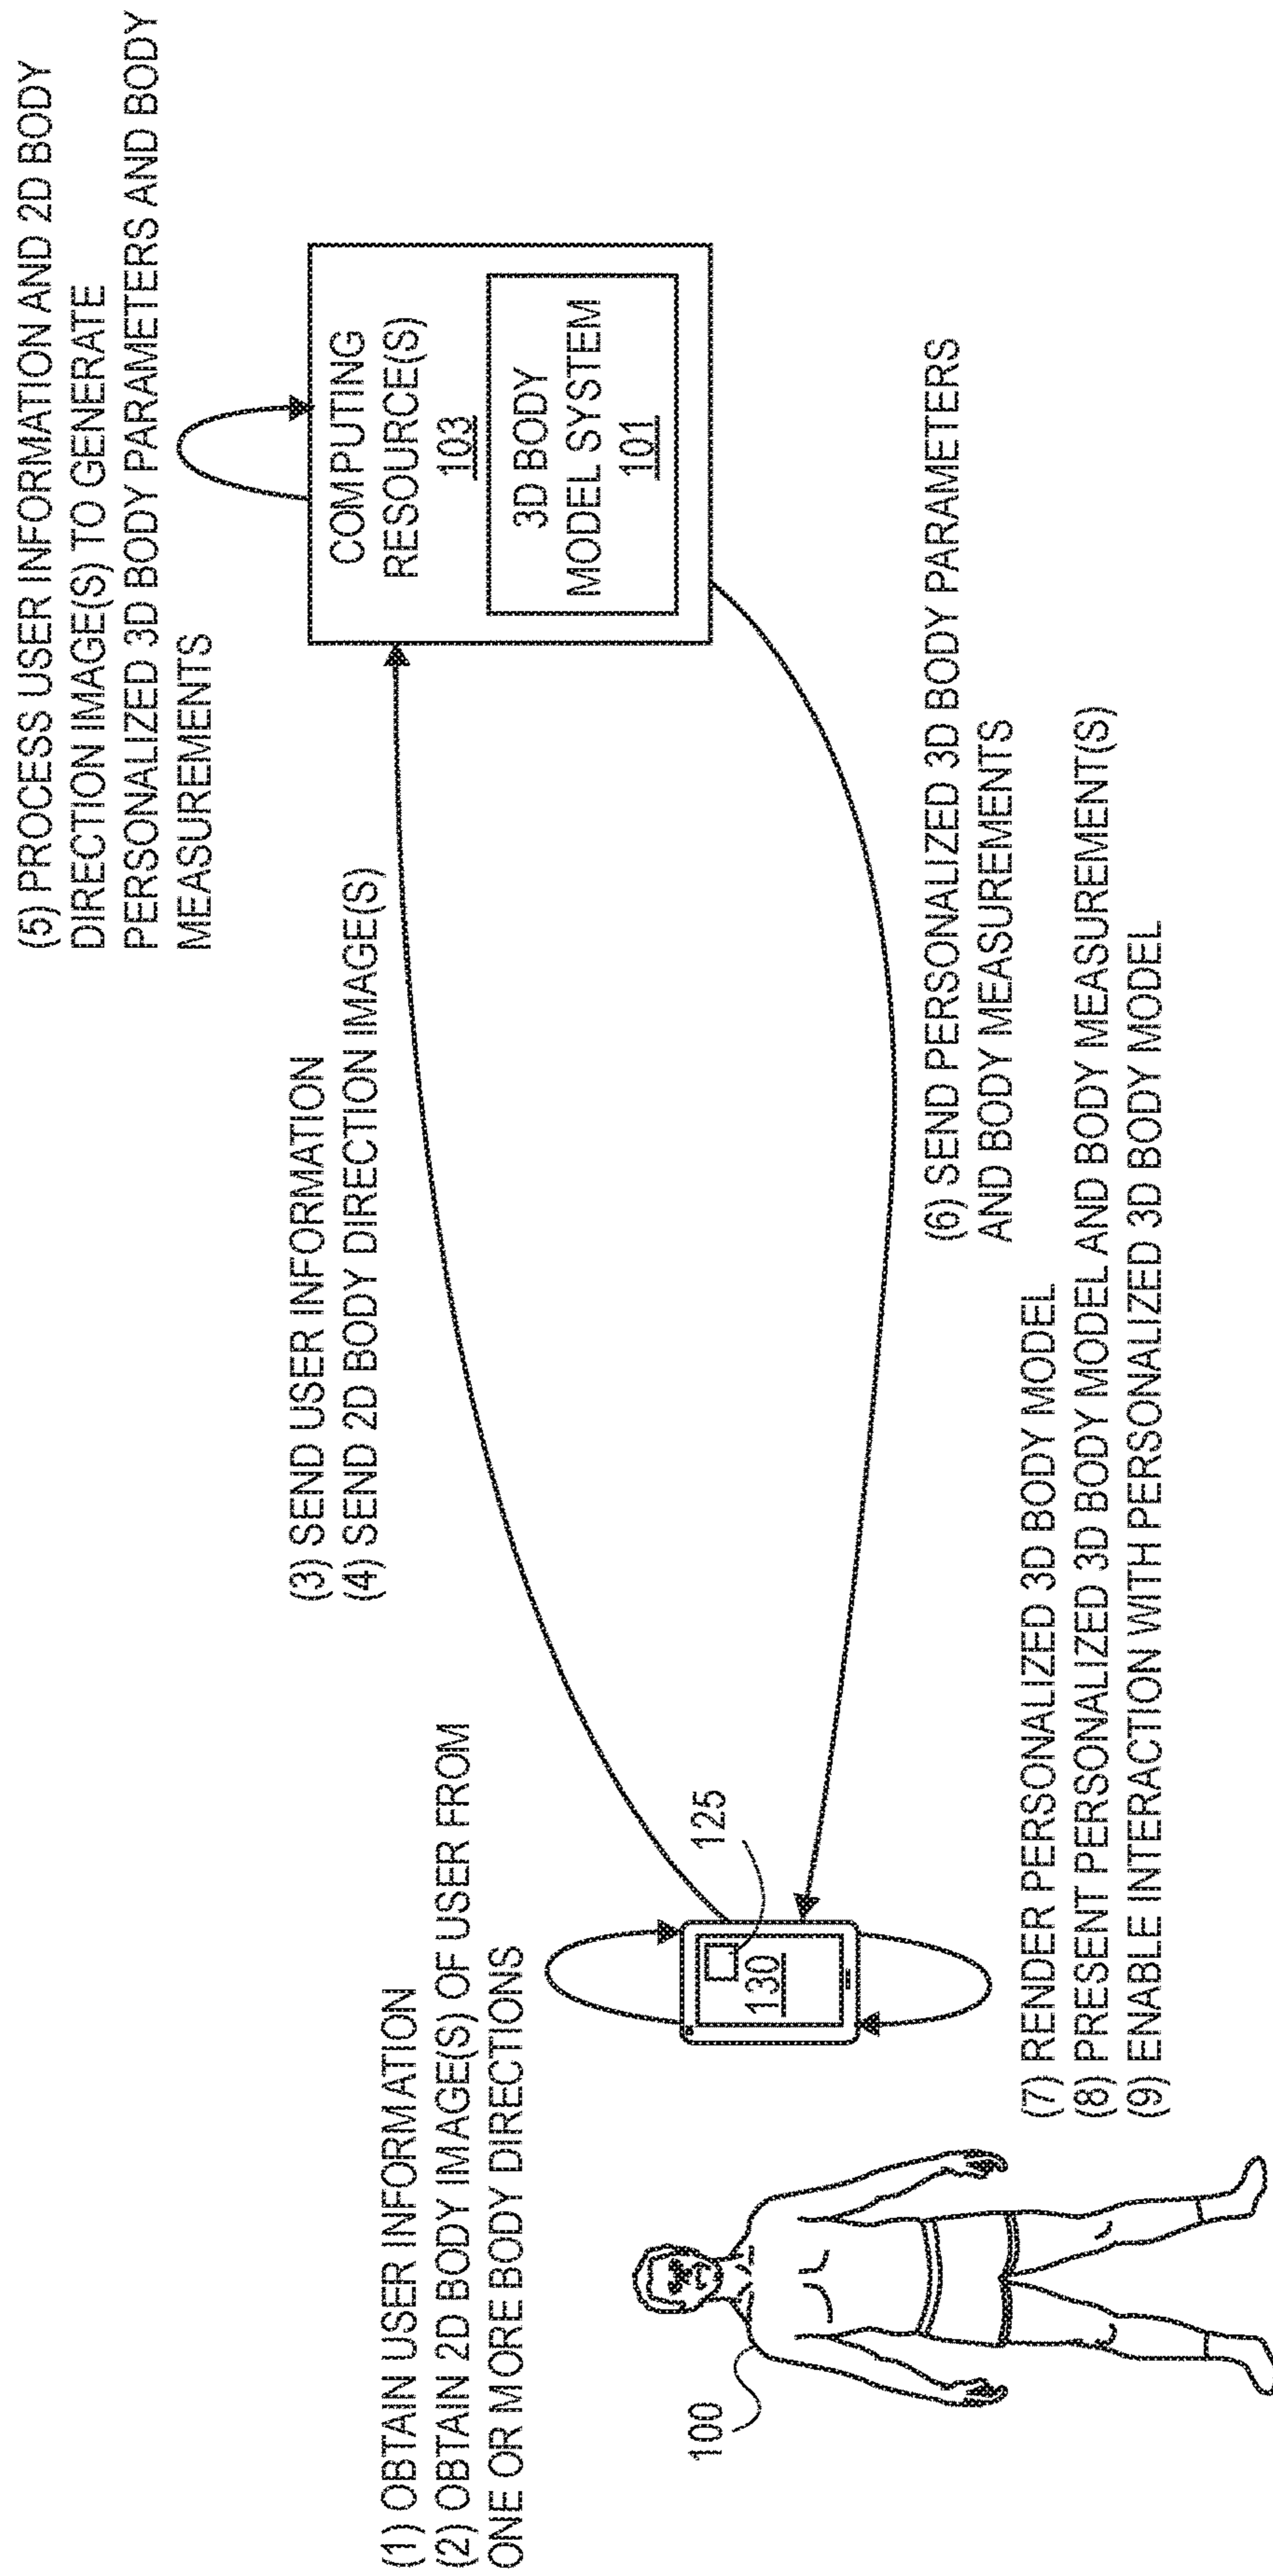 (1) OBTAIN USER INFORMATION
(2) OBTAIN 2D BODY IMAGE(S) OF USER FROM
ONE OR MORE BODY DIRECTIONS
(3) SEND USER INFORMATION
(4) SEND 2D BODY DIRECTION IMAGE(S)
(5) PROCESS USER INFORMATION AND 2D BODY
DIRECTION IMAGE(S) TO GENERATE
PERSONALIZED 3D BODY PARAMETERS AND BODY
MEASUREMENTS
COMPUTING
RESOURCE(S)
103
3D BODY
MODEL SYSTEM
101
100
130
125
(6) SEND PERSONALIZED 3D BODY PARAMETERS
AND BODY MEASUREMENTS
(7) RENDER PERSONALIZED 3D BODY MODEL
(8) PRESENT PERSONALIZED 3D BODY MODEL AND BODY MEASUREMENT(S)
(9) ENABLE INTERACTION WITH PERSONALIZED 3D BODY MODEL